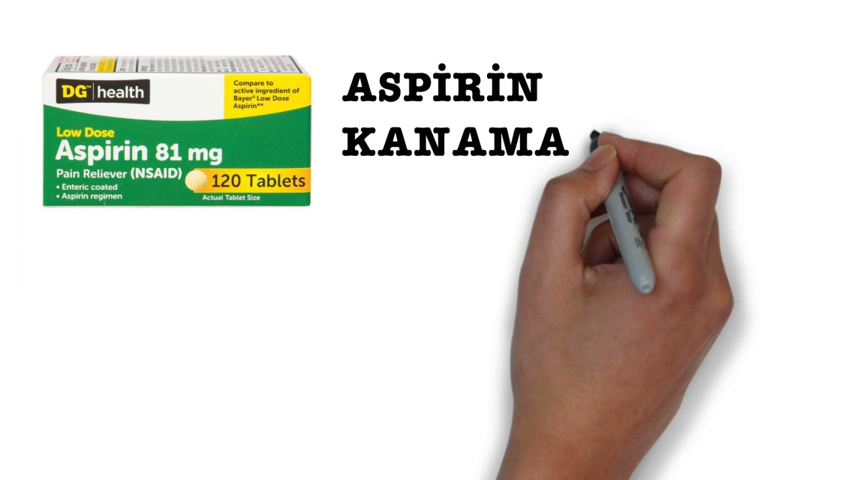 DG™ health
Compare to
active ingredient of
Bayer® Low Dose
Aspirin**
Low Dose
Aspirin 81 mg
Pain Reliever (NSAID)
• Enteric coated
• Aspirin regimen
120 Tablets
Actual Tablet Size
ASPİRİN
KANAMA